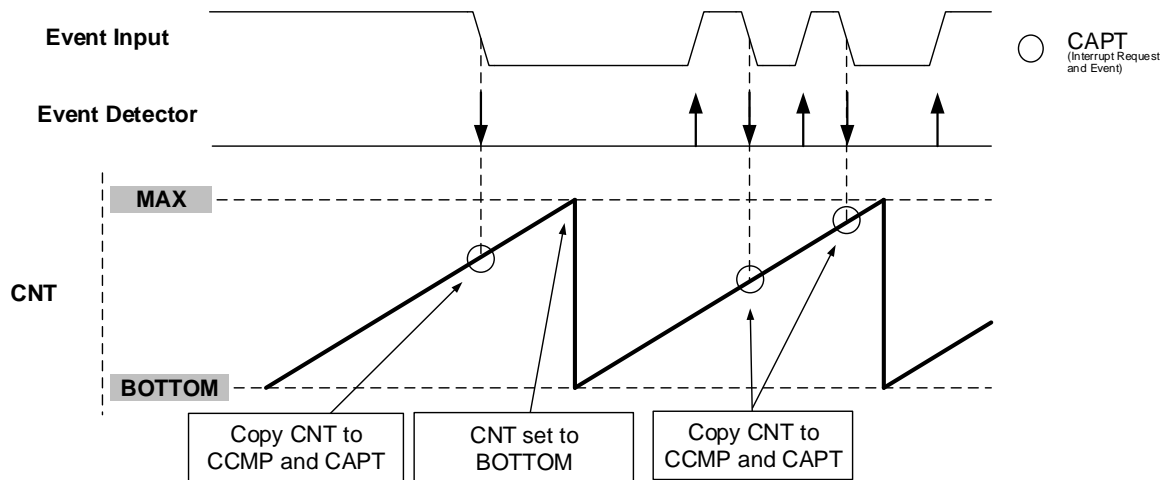 Event Input
CAPT
(Interrupt Request
and Event)
Event Detector
MAX
CNT
BOTTOM
Copy CNT to
CCMP and CAPT
CNT set to
BOTTOM
Copy CNT to
CCMP and CAPT